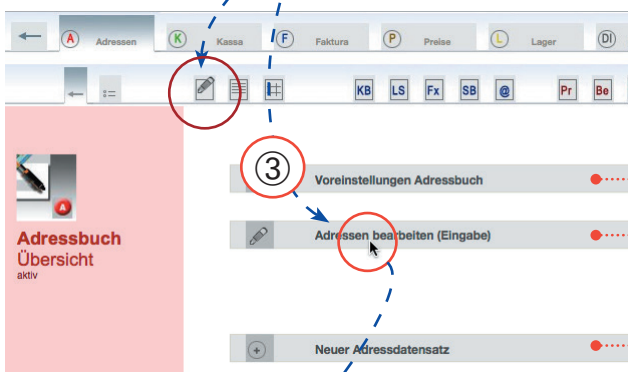 A Adressen K Kassa F Faktura P Preise L Lager DI
KB LS Fx SB @ Pr Be
③
Voreinstellungen Adressbuch
A
Adressbuch
Übersicht
aktiv
Adressen bearbeiten (Eingabe)
+ Neuer Adressdatensatz